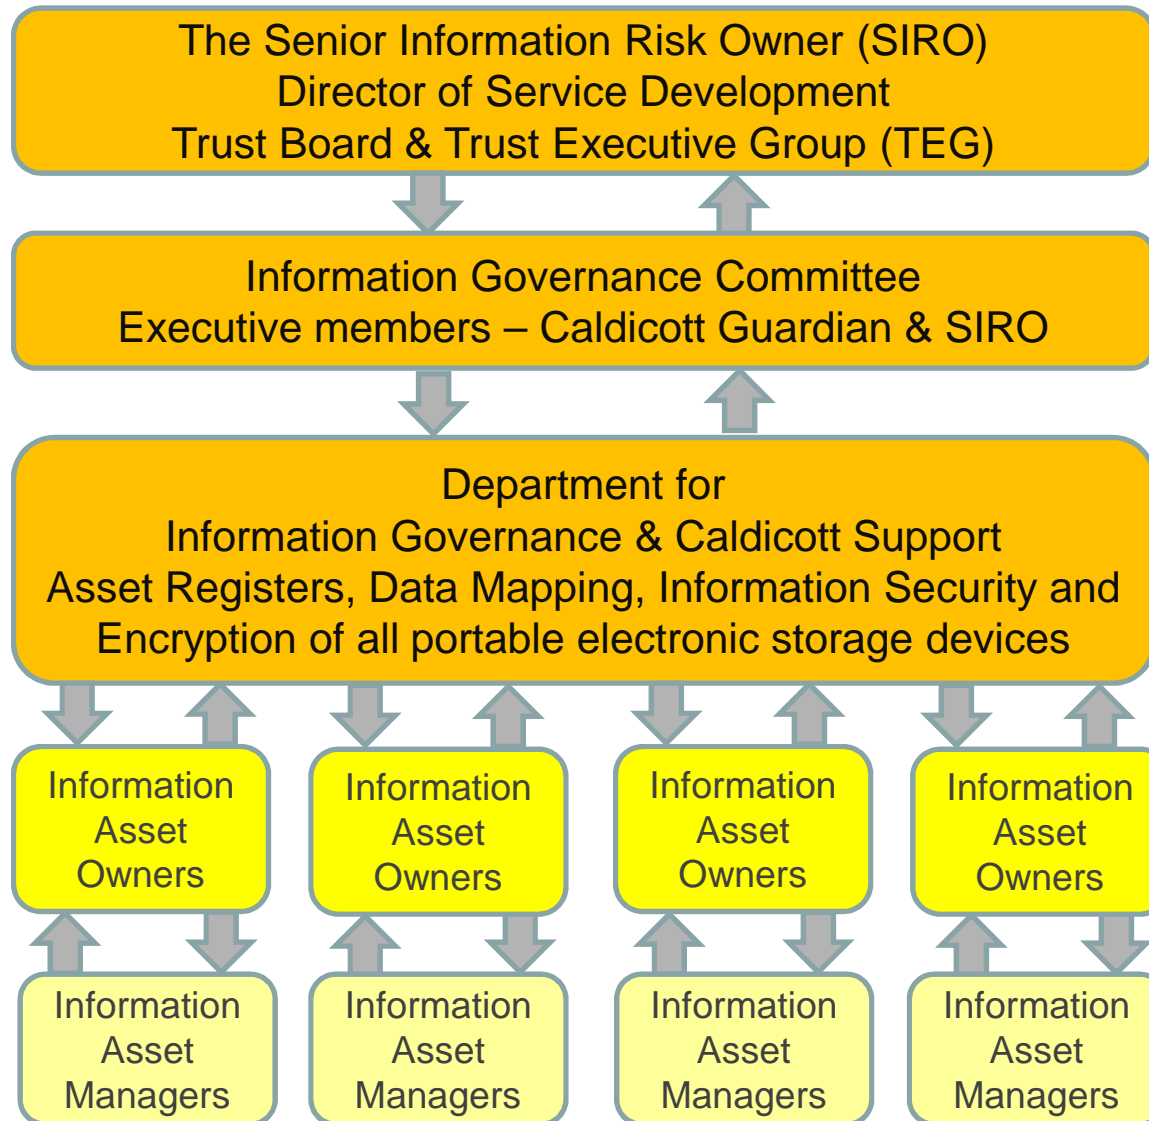 The Senior Information Risk Owner (SIRO)
Director of Service Development
Trust Board & Trust Executive Group (TEG)
Information Governance Committee
Executive members – Caldicott Guardian & SIRO
Department for
Information Governance & Caldicott Support
Asset Registers, Data Mapping, Information Security and
Encryption of all portable electronic storage devices
Information
Asset
Owners
Information
Asset
Owners
Information
Asset
Owners
Information
Asset
Owners
Information
Asset
Managers
Information
Asset
Managers
Information
Asset
Managers
Information
Asset
Managers